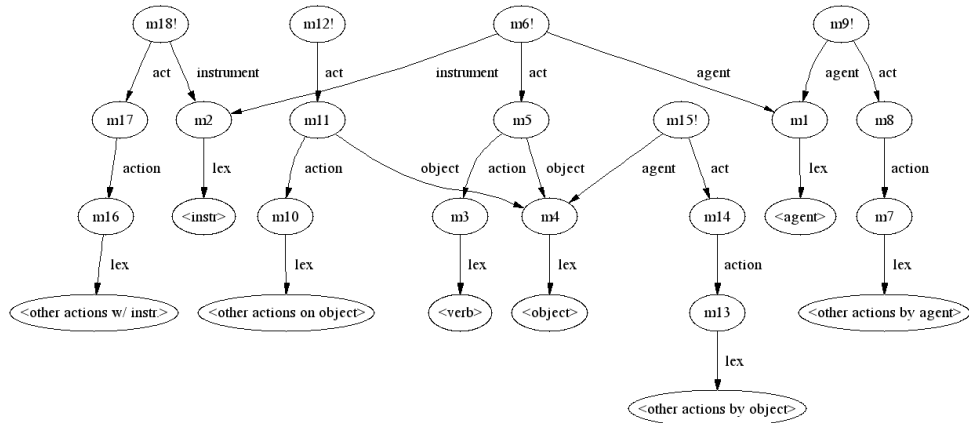 m18!
m12!
m6!
m9!
act
instrument
act
instrument
act
agent
agent
act
m17
m2
m11
m5
m15!
m1
m8
action
lex
action
object
action
object
agent
act
lex
action
m16
<instr>
m10
m3
m4
m14
<agent>
m7
lex
lex
lex
lex
action
lex
<other actions w/ instr.>
<other actions on object>
<verb>
<object>
m13
<other actions by agent>
lex
<other actions by object>